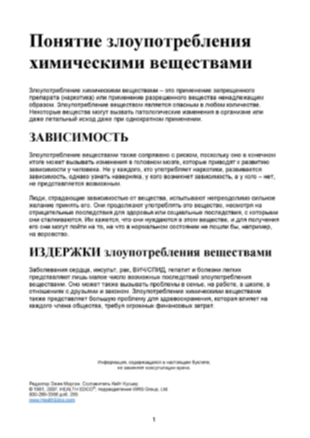 Понятие злоупотребления
химическими веществами
Злоупотребление химическими веществами – это применение запрещенного
препарата (наркотика) или применение разрешенного вещества ненадлежащим
образом. Злоупотребление веществом является опасным в любом количестве.
Некоторые вещества могут вызвать патологические изменения в организме или
даже летальный исход даже при однократном применении.
ЗАВИСИМОСТЬ
Злоупотребление веществами также сопряжено с риском, поскольку оно в конечном
итоге может вызывать изменения в головном мозге, которые приводят к развитию
зависимости у человека. Не у каждого, кто употребляет наркотики, развивается
зависимость, однако узнать наверняка, у кого возникнет зависимость, а у кого – нет,
не представляется возможным.
Люди, страдающие зависимостью от вещества, испытывают непреодолимо сильное
желание принять его. Они продолжают употреблять это вещество, несмотря на
отрицательные последствия для здоровья или социальные последствия, с которыми
они сталкиваются. Им кажется, что они нуждаются в этом веществе, и для получения
его они могут пойти на то, на что в нормальном состоянии не пошли бы, например,
на воровство.
ИЗДЕРЖКИ злоупотребления веществами
Заболевания сердца, инсульт, рак, ВИЧ/СПИД, гепатит и болезни легких
представляют лишь малое число возможных последствий злоупотребления
веществами. Оно может также вызывать проблемы в семье, на работе, в школе, в
отношениях с друзьями и законом. Злоупотребление химическими веществами
также представляет большую проблему для здравоохранения, которая влияет на
каждого члена общества, требуя огромных финансовых затрат.
Информация, содержащаяся в настоящем буклете,
не заменяет консультации врача.
Редактор Эжен Морган. Составитель Кейт Кусьер
© 1991, 2007, HEALTH EDCO®, подразделение WRS Group, Ltd.
800-299-3366 доб. 295
www.HealthEdco.com
1